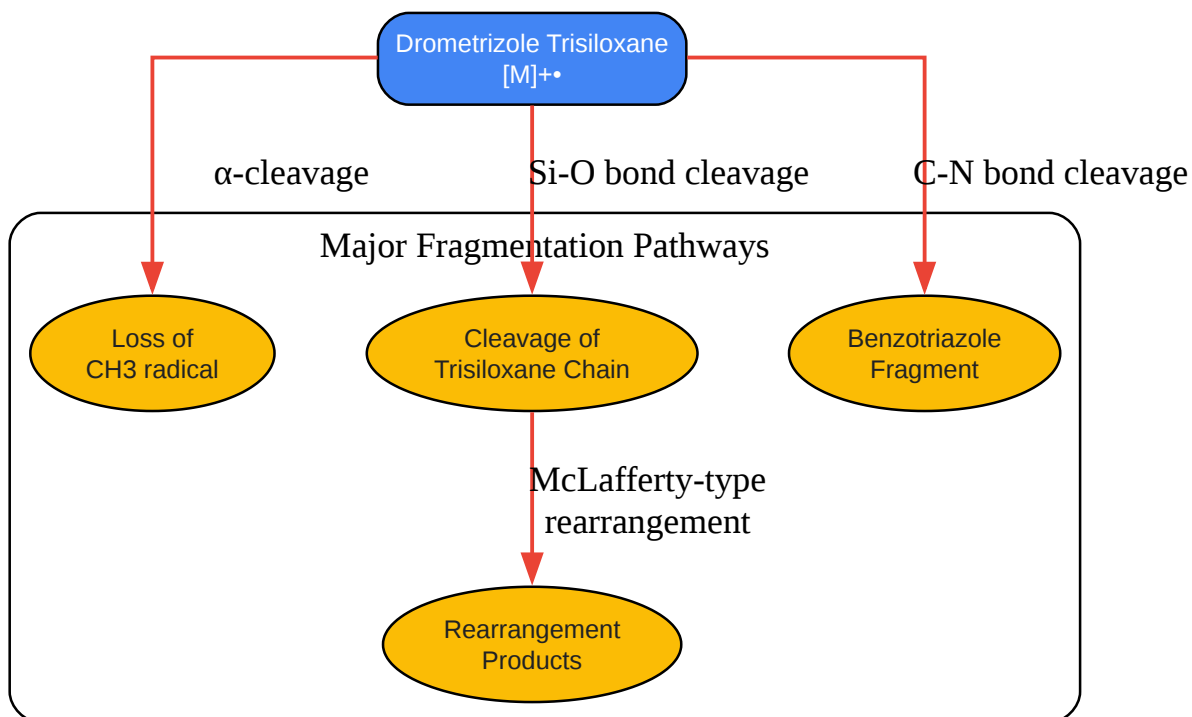 Drometrizole Trisiloxane
[M]+•
α-cleavage
Si-O bond cleavage
C-N bond cleavage
Major Fragmentation Pathways
Loss of
CH3 radical
Cleavage of
Trisiloxane Chain
Benzotriazole
Fragment
McLafferty-type
rearrangement
Rearrangement
Products